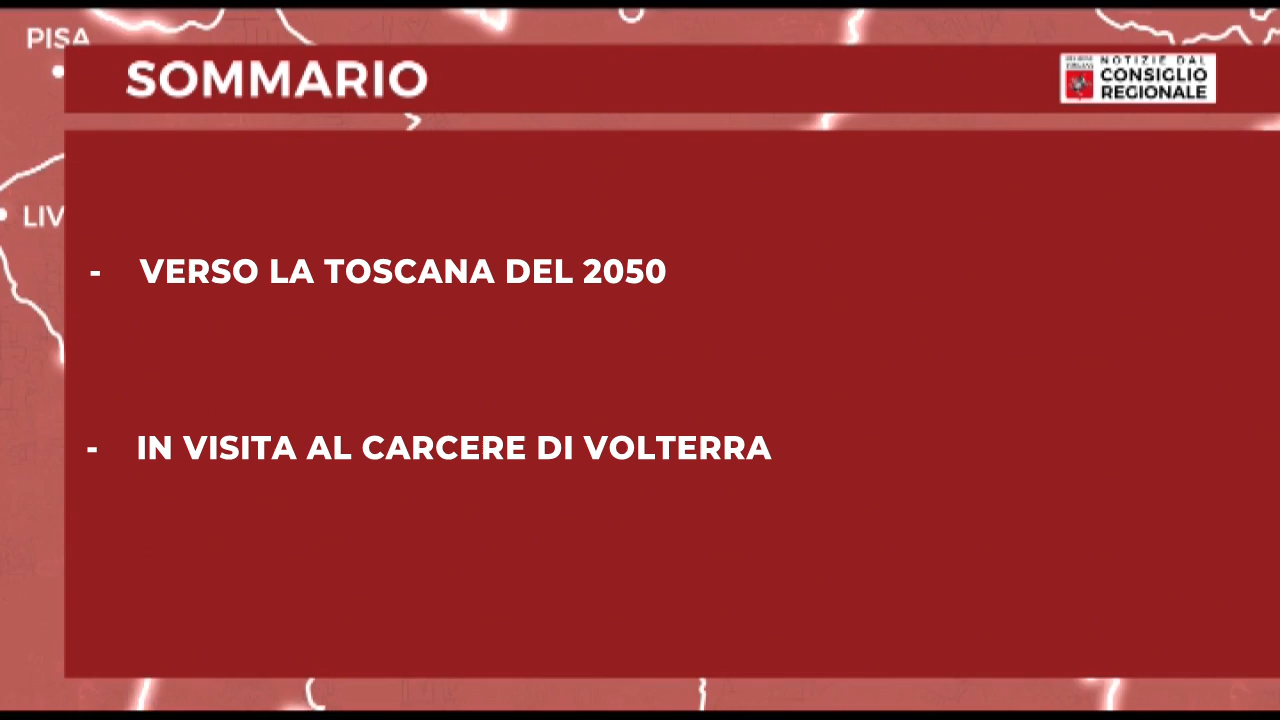 PISA
SOMMARIO
NOTIZIE DAL
CONSIGLIO
REGIONALE
LIV
- VERSO LA TOSCANA DEL 2050
- IN VISITA AL CARCERE DI VOLTERRA